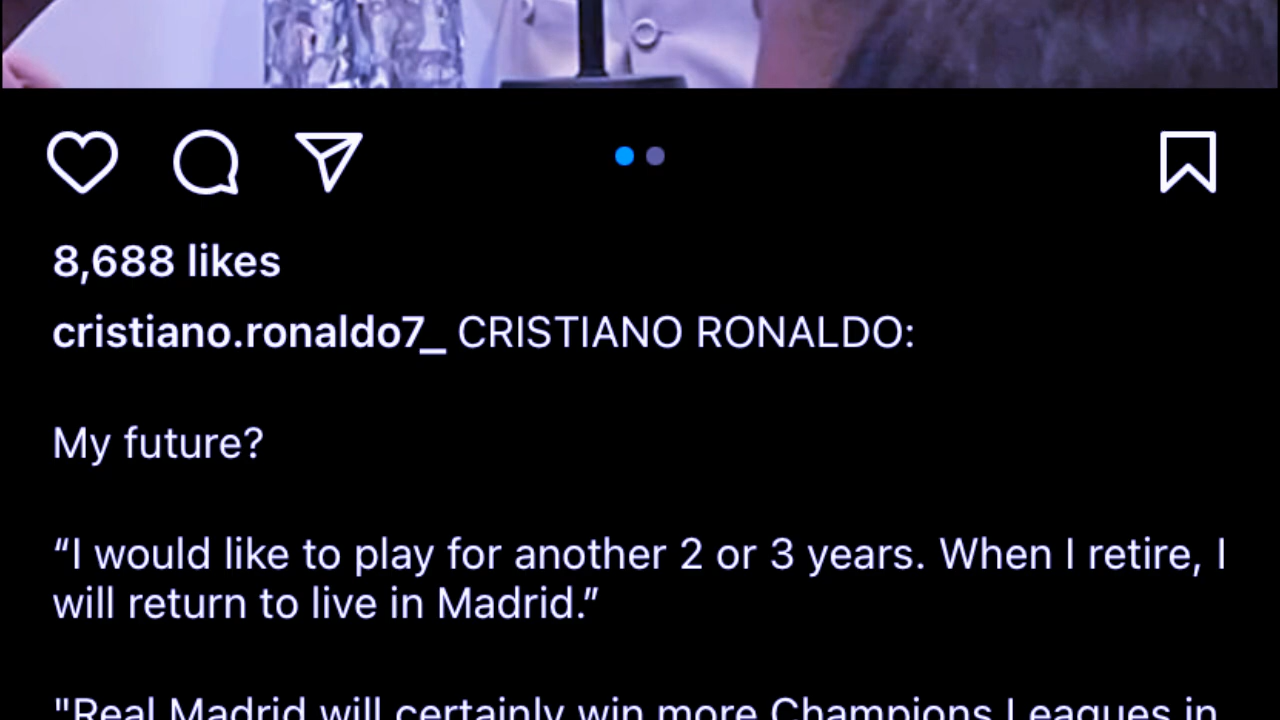 8,688 likes
cristiano.ronaldo7_ CRISTIANO RONALDO:
My future?
“I would like to play for another 2 or 3 years. When I retire, I
will return to live in Madrid.”
"Real Madrid will certainly win more Champions Leagues in